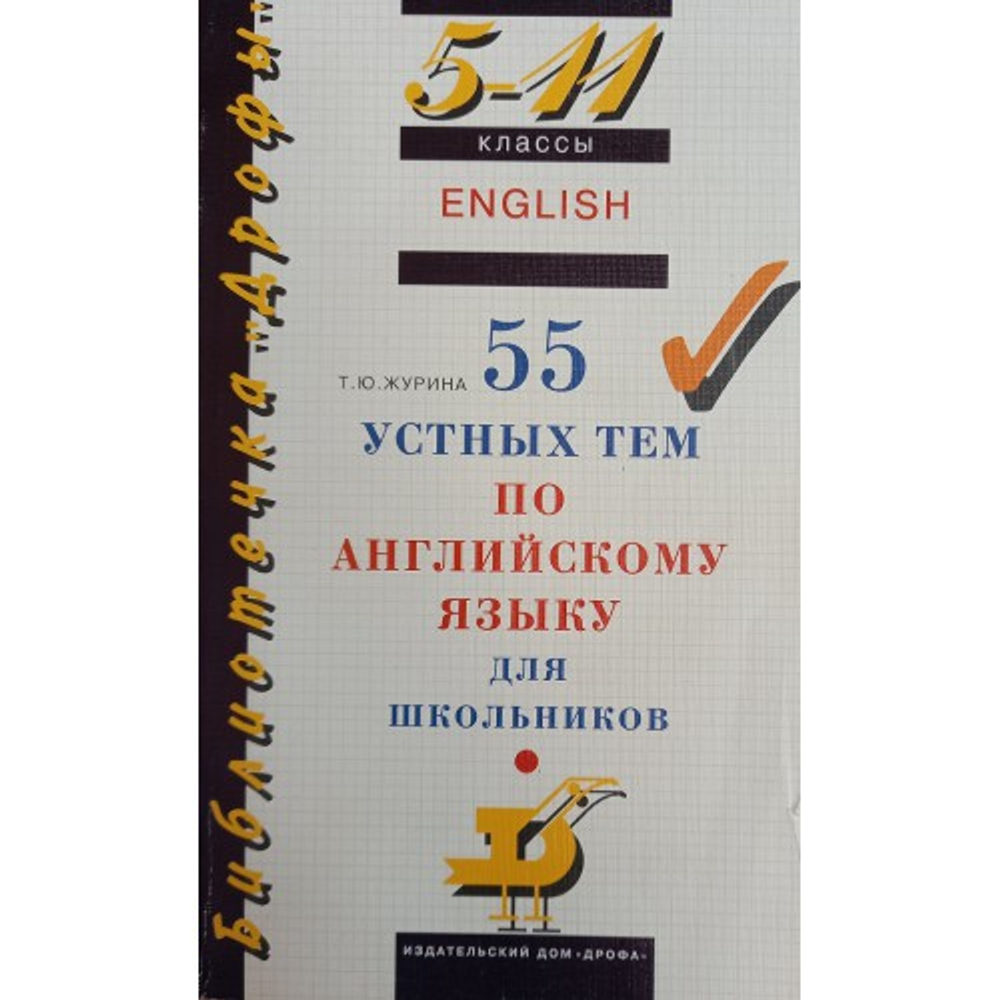 Библиотечка "Дрофы"
5-11
классы
ENGLISH
55
Т.Ю.ЖУРИНА
УСТНЫХ ТЕМ
ПО
АНГЛИЙСКОМУ
ЯЗЫКУ
ДЛЯ
ШКОЛЬНИКОВ
ИЗДАТЕЛЬСКИЙ ДОМ «ДРОФА»